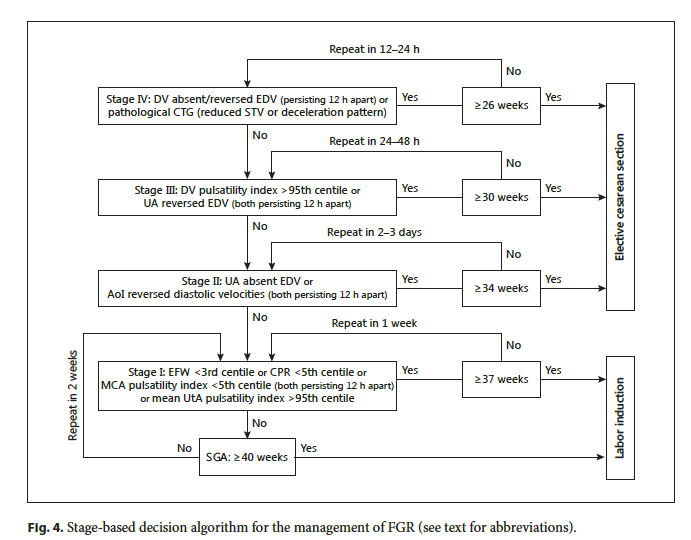 Repeat in 12–24 h
No
Stage IV: DV absent/reversed EDV (persisting 12 h apart) or
pathological CTG (reduced STV or deceleration pattern)
Yes
≥26 weeks
Yes
No
Repeat in 24–48 h
No
Stage III: DV pulsatility index >95th centile or
UA reversed EDV (both persisting 12 h apart)
Yes
≥30 weeks
Yes
Elective cesarean section
No
Repeat in 2–3 days
No
Stage II: UA absent EDV or
AoI reversed diastolic velocities (both persisting 12 h apart)
Yes
≥34 weeks
Yes
No
Repeat in 1 week
No
Repeat in 2 weeks
Stage I: EFW <3rd centile or CPR <5th centile or
MCA pulsatility index <5th centile (both persisting 12 h apart)
or mean UtA pulsatility index >95th centile
Yes
≥37 weeks
Yes
Labor induction
No
No
SGA: ≥40 weeks
Yes
Fig. 4. Stage-based decision algorithm for the management of FGR (see text for abbreviations).